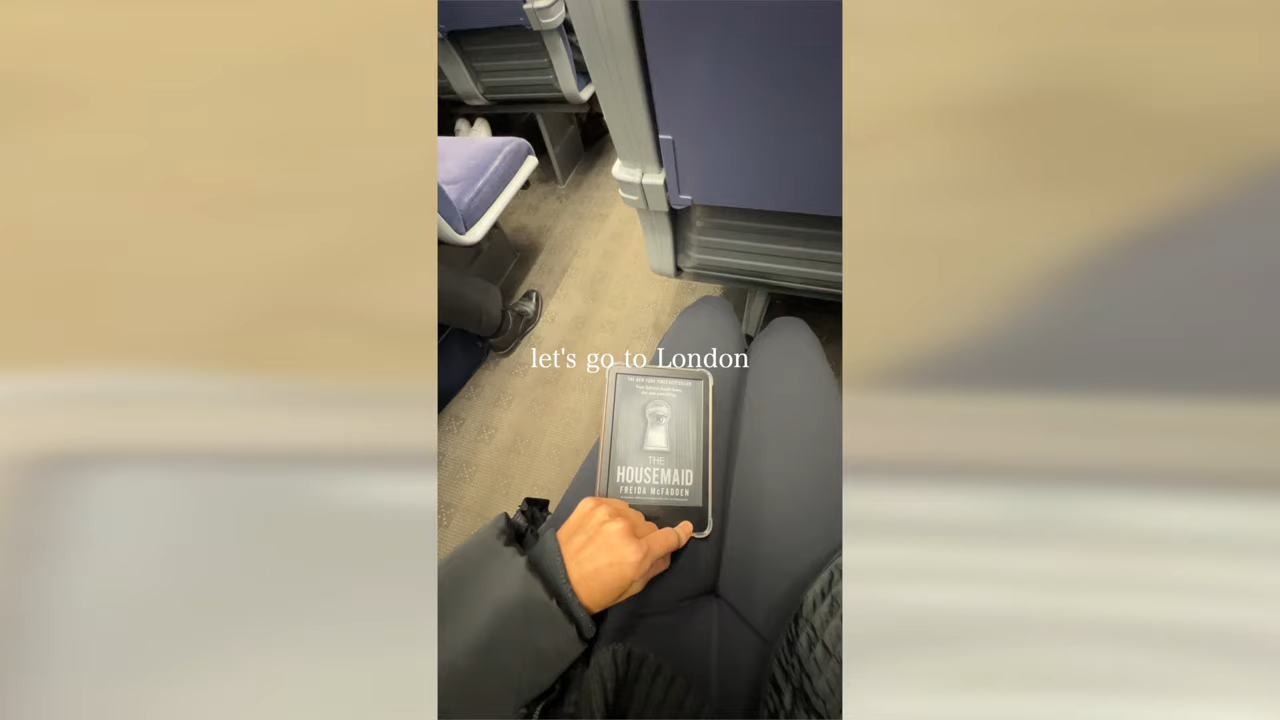 let's go to London
THE NEW YORK TIMES BESTSELLER
THE
HOUSEMAID
FREIDA McFADDEN